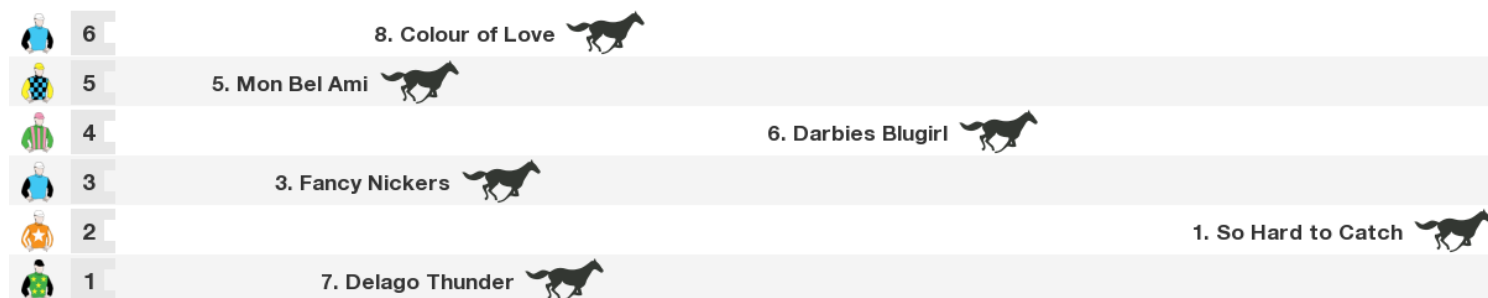 6 8. Colour of Love
5 5. Mon Bel Ami
4 6. Darbies Blugirl
3 3. Fancy Nickers
2 1. So Hard to Catch
1 7. Delago Thunder